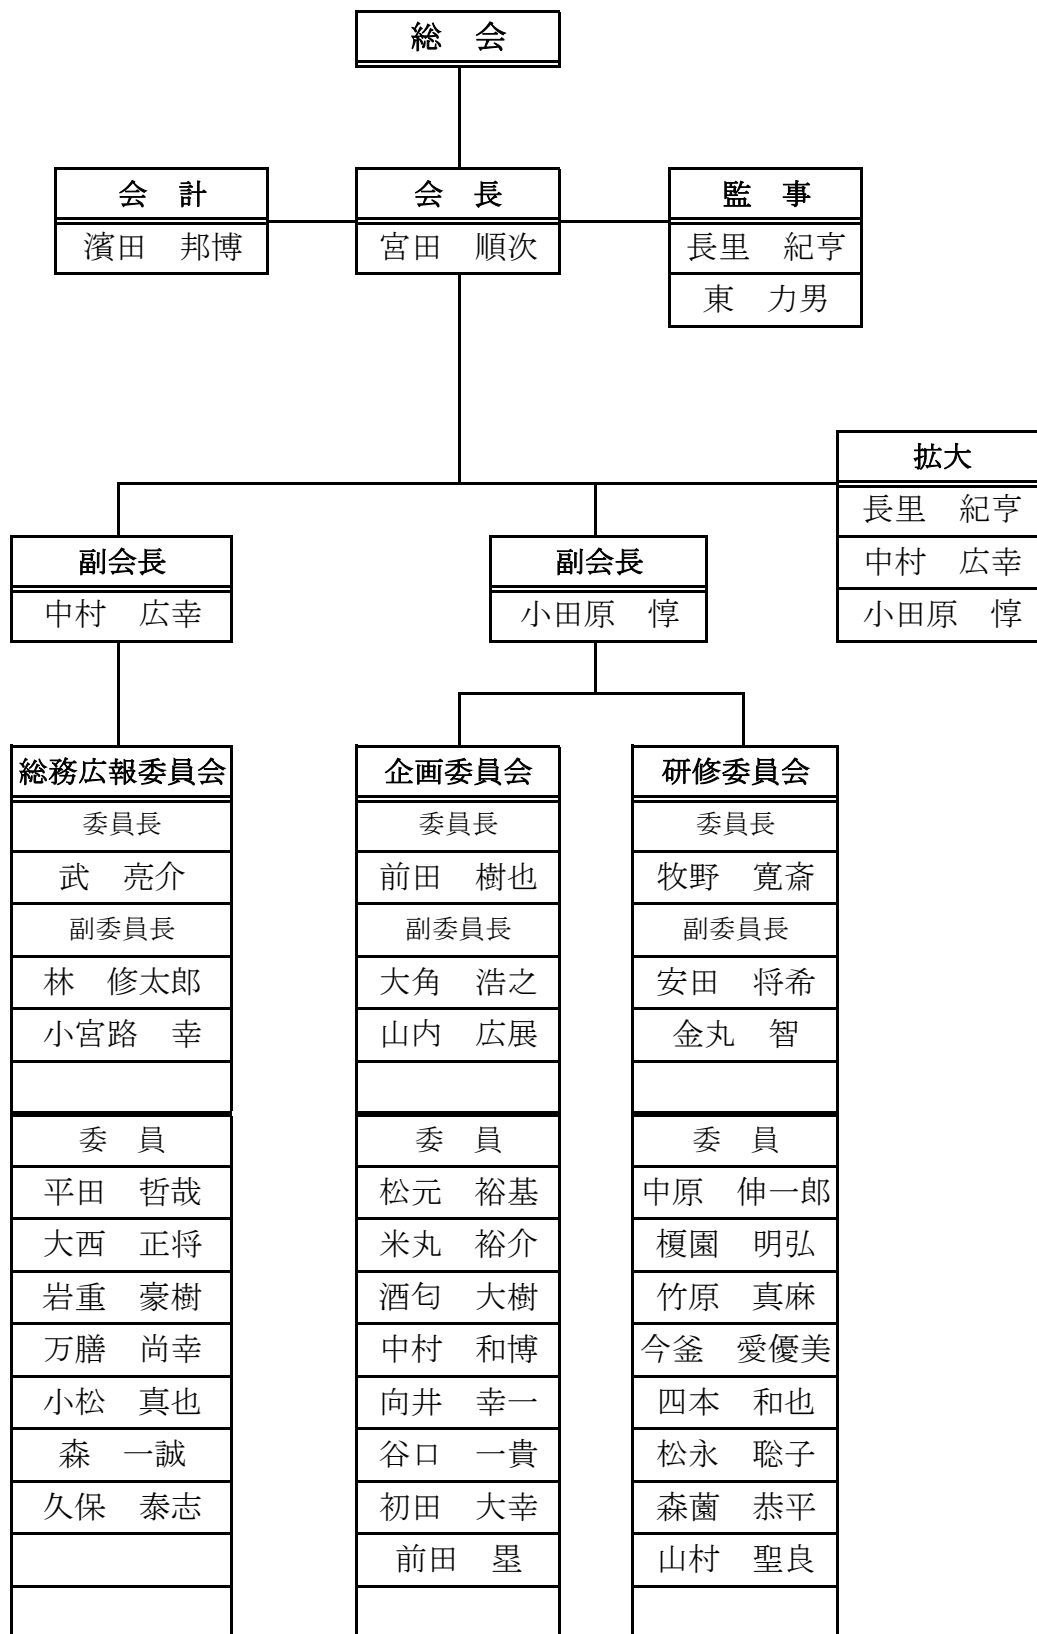 総　会
会　計
濱田　邦博
会　長
宮田　順次
監　事
長里　紀亨
東　力男
拡大
長里　紀亨
中村　広幸
小田原　惇
副会長
中村　広幸
副会長
小田原　惇
総務広報委員会
委員長
武　亮介
副委員長
林　修太郎
小宮路　幸
委　員
平田　哲哉
大西　正将
岩重　豪樹
万膳　尚幸
小松　真也
森　一誠
久保　泰志
企画委員会
委員長
前田　樹也
副委員長
大角　浩之
山内　広展
委　員
松元　裕基
米丸　裕介
酒匂　大樹
中村　和博
向井　幸一
谷口　一貴
初田　大幸
前田　塁
研修委員会
委員長
牧野　寛斎
副委員長
安田　将希
金丸　智
委　員
中原　伸一郎
榎園　明弘
竹原　真麻
今釜　愛優美
四本　和也
松永　聡子
森薗　恭平
山村　聖良